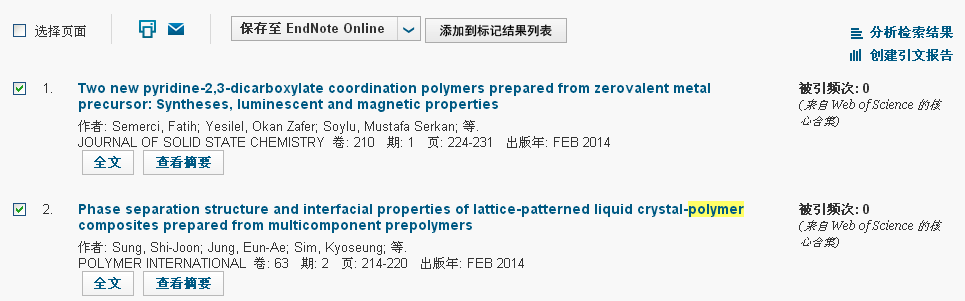 选择页面
保存至 EndNote Online
添加到标记结果列表
分析检索结果
创建引文报告
1.
Two new pyridine-2,3-dicarboxylate coordination polymers prepared from zerovalent metal
precursor: Syntheses, luminescent and magnetic properties
作者: Semerci, Fatih; Yesilel, Okan Zafer; Soylu, Mustafa Serkan; 等.
JOURNAL OF SOLID STATE CHEMISTRY 卷: 210 期: 1 页: 224-231 出版年: FEB 2014
全文 查看摘要
被引频次: 0
(来自 Web of Science 的核
心合集)
2.
Phase separation structure and interfacial properties of lattice-patterned liquid crystal-polymer
composites prepared from multicomponent prepolymers
作者: Sung, Shi-Joon; Jung, Eun-Ae; Sim, Kyoseung; 等.
POLYMER INTERNATIONAL 卷: 63 期: 2 页: 214-220 出版年: FEB 2014
全文 查看摘要
被引频次: 0
(来自 Web of Science 的核
心合集)